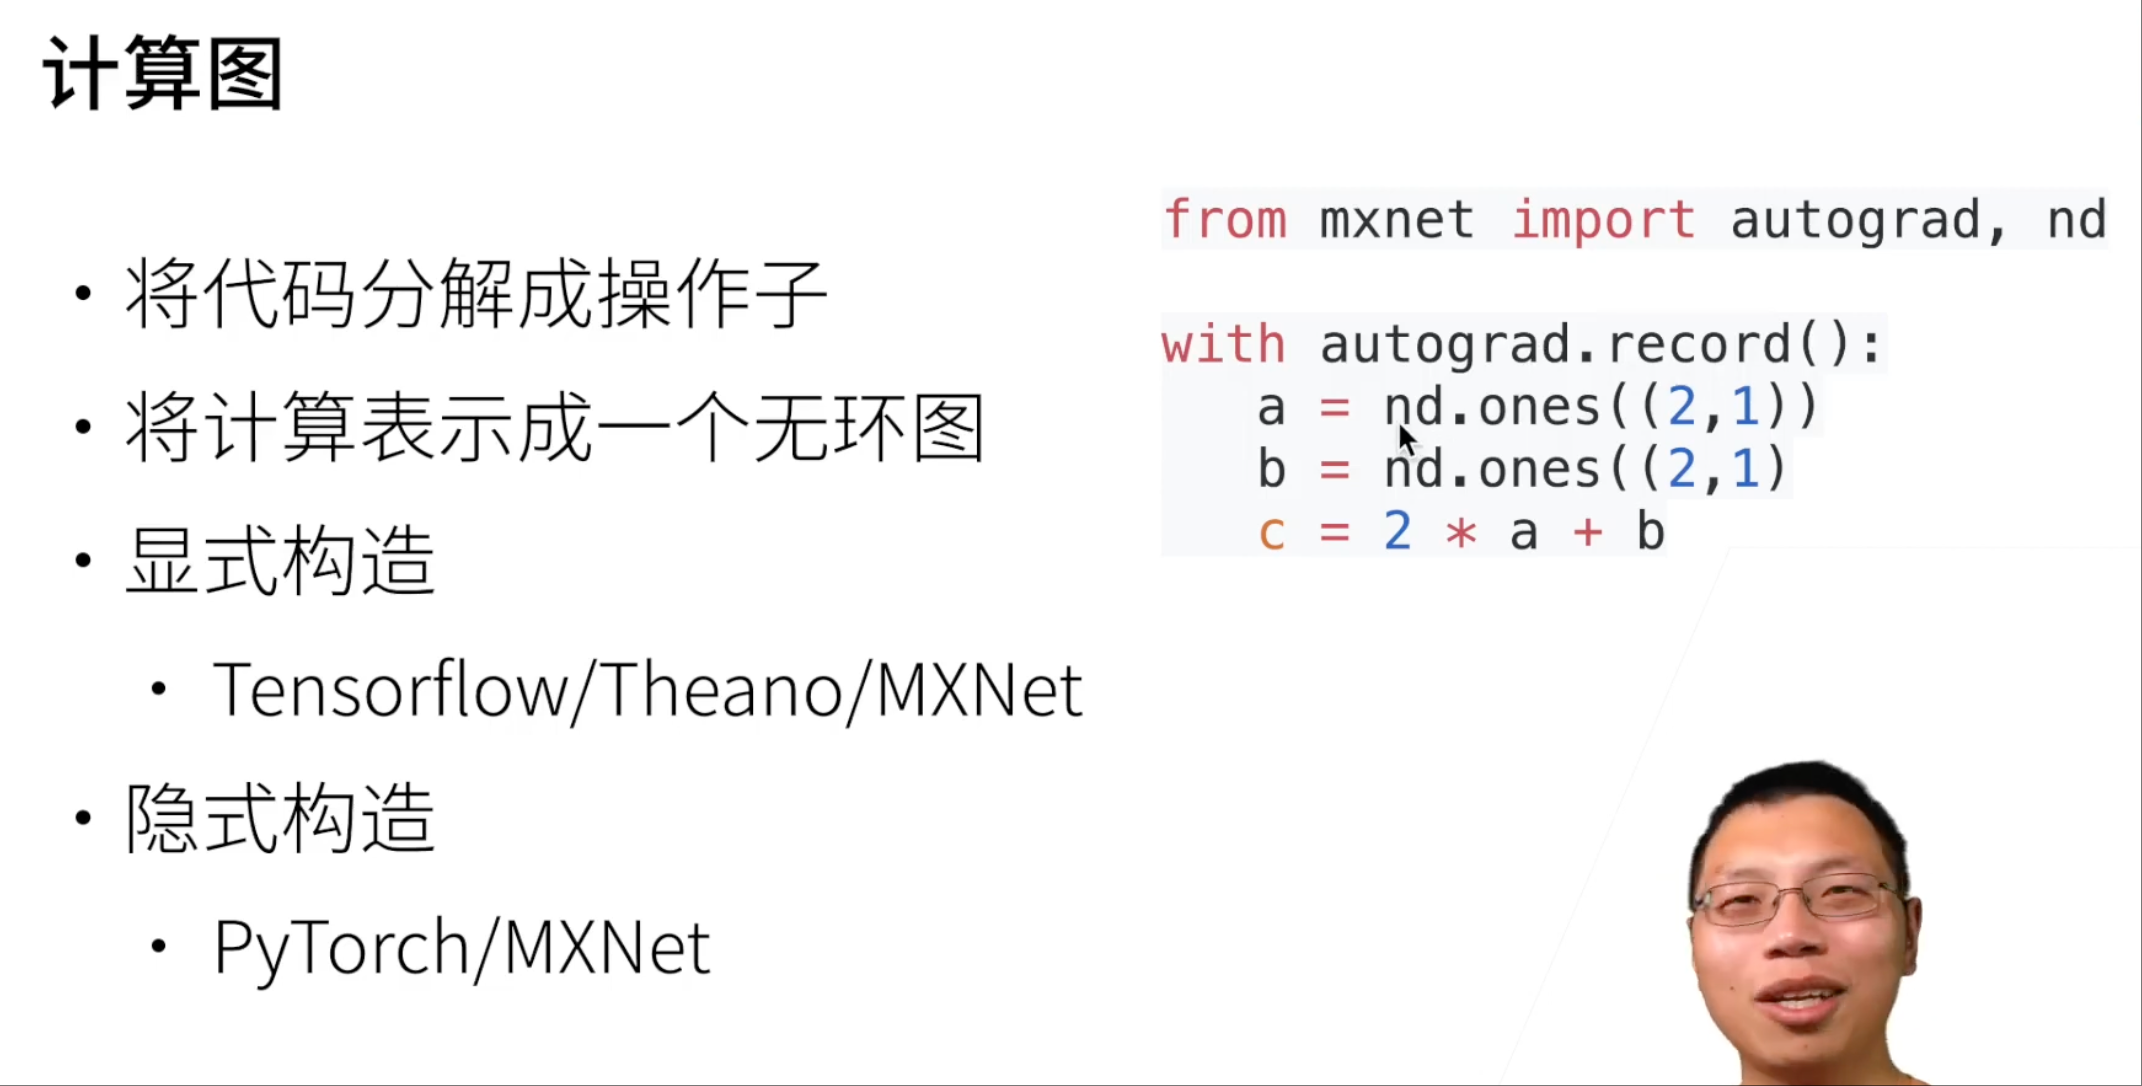 计算图
将代码分解成操作子
将计算表示成一个无环图
显式构造
Tensorflow/Theano/MXNet
隐式构造
PyTorch/MXNet
from mxnet import autograd, nd
with autograd.record():
a = nd.ones((2,1))
b = nd.ones((2,1)
c = 2 * a + b